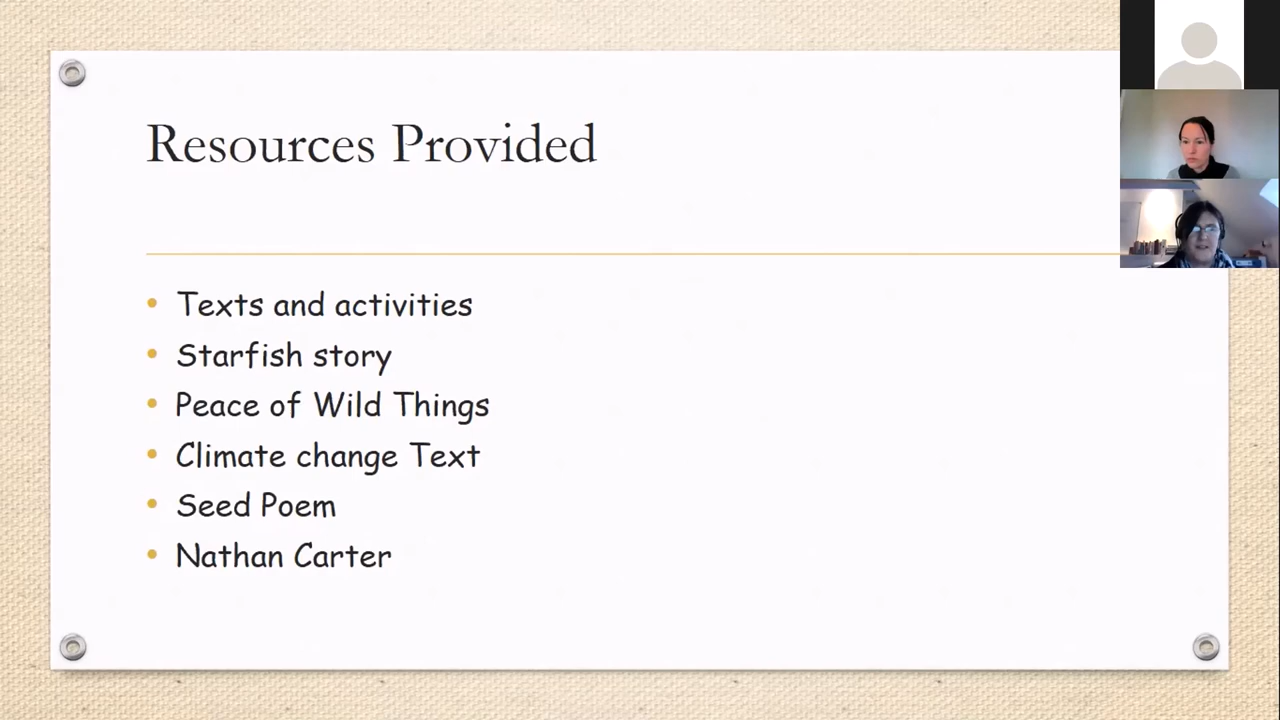 Resources Provided
Texts and activities
Starfish story
Peace of Wild Things
Climate change Text
Seed Poem
Nathan Carter